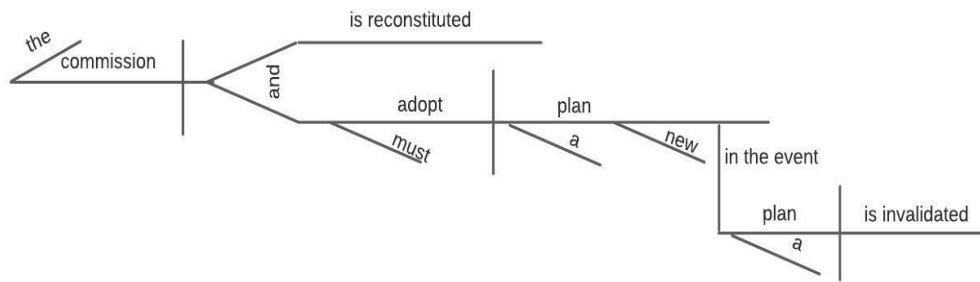 the
commission
and
is reconstituted
adopt
must
plan
a
new
in the event
plan
a
is invalidated